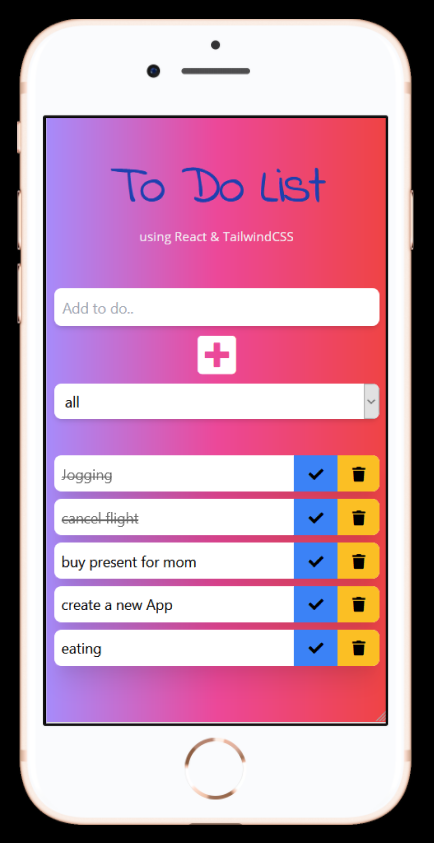 To Do List
using React & TailwindCSS
Add to do..
all
Jogging
cancel flight
buy present for mom
create a new App
eating